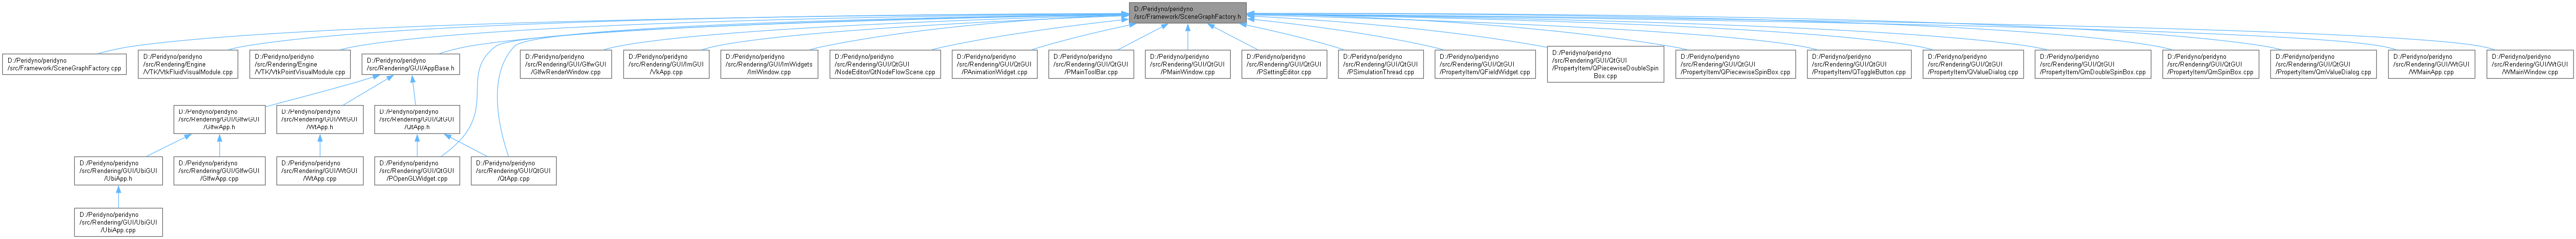 D:/Peridyno/peridyno
/src/Framework/SceneGraphFactory.h
D:/Peridyno/peridyno
/src/Framework/SceneGraphFactory.cpp
D:/Peridyno/peridyno
/src/Rendering/Engine
/VTK/VtkFluidVisualModule.cpp
D:/Peridyno/peridyno
/src/Rendering/Engine
/VTK/VtkPointVisualModule.cpp
D:/Peridyno/peridyno
/src/Rendering/GUI/AppBase.h
D:/Peridyno/peridyno
/src/Rendering/GUI/GlfwGUI
/GlfwRenderWindow.cpp
D:/Peridyno/peridyno
/src/Rendering/GUI/ImGUI
/VkApp.cpp
D:/Peridyno/peridyno
/src/Rendering/GUI/ImWidgets
/ImWindow.cpp
D:/Peridyno/peridyno
/src/Rendering/GUI/QtGUI
/NodeEditor/QtNodeFlowScene.cpp
D:/Peridyno/peridyno
/src/Rendering/GUI/QtGUI
/PAnimationWidget.cpp
D:/Peridyno/peridyno
/src/Rendering/GUI/QtGUI
/PMainToolBar.cpp
D:/Peridyno/peridyno
/src/Rendering/GUI/QtGUI
/PMainWindow.cpp
D:/Peridyno/peridyno
/src/Rendering/GUI/QtGUI
/PSettingEditor.cpp
D:/Peridyno/peridyno
/src/Rendering/GUI/QtGUI
/PSimulationThread.cpp
D:/Peridyno/peridyno
/src/Rendering/GUI/QtGUI
/PropertyItem/QFieldWidget.cpp
D:/Peridyno/peridyno
/src/Rendering/GUI/QtGUI
/PropertyItem/QPiecewiseDoubleSpin
Box.cpp
D:/Peridyno/peridyno
/src/Rendering/GUI/QtGUI
/PropertyItem/QPiecewiseSpinBox.cpp
D:/Peridyno/peridyno
/src/Rendering/GUI/QtGUI
/PropertyItem/QToggleButton.cpp
D:/Peridyno/peridyno
/src/Rendering/GUI/QtGUI
/PropertyItem/QValueDialog.cpp
D:/Peridyno/peridyno
/src/Rendering/GUI/QtGUI
/PropertyItem/QmDoubleSpinBox.cpp
D:/Peridyno/peridyno
/src/Rendering/GUI/QtGUI
/PropertyItem/QmSpinBox.cpp
D:/Peridyno/peridyno
/src/Rendering/GUI/QtGUI
/PropertyItem/QmValueDialog.cpp
D:/Peridyno/peridyno
/src/Rendering/GUI/WtGUI
/WMainApp.cpp
D:/Peridyno/peridyno
/src/Rendering/GUI/WtGUI
/WMainWindow.cpp
D:/Peridyno/peridyno
/src/Rendering/GUI/GlfwGUI
/GlfwApp.h
D:/Peridyno/peridyno
/src/Rendering/GUI/WtGUI
/WtApp.h
D:/Peridyno/peridyno
/src/Rendering/GUI/QtGUI
/QtApp.h
D:/Peridyno/peridyno
/src/Rendering/GUI/UbiGUI
/UbiApp.h
D:/Peridyno/peridyno
/src/Rendering/GUI/GlfwGUI
/GlfwApp.cpp
D:/Peridyno/peridyno
/src/Rendering/GUI/WtGUI
/WtApp.cpp
D:/Peridyno/peridyno
/src/Rendering/GUI/QtGUI
/POpenGLWidget.cpp
D:/Peridyno/peridyno
/src/Rendering/GUI/QtGUI
/QtApp.cpp
D:/Peridyno/peridyno
/src/Rendering/GUI/UbiGUI
/UbiApp.cpp